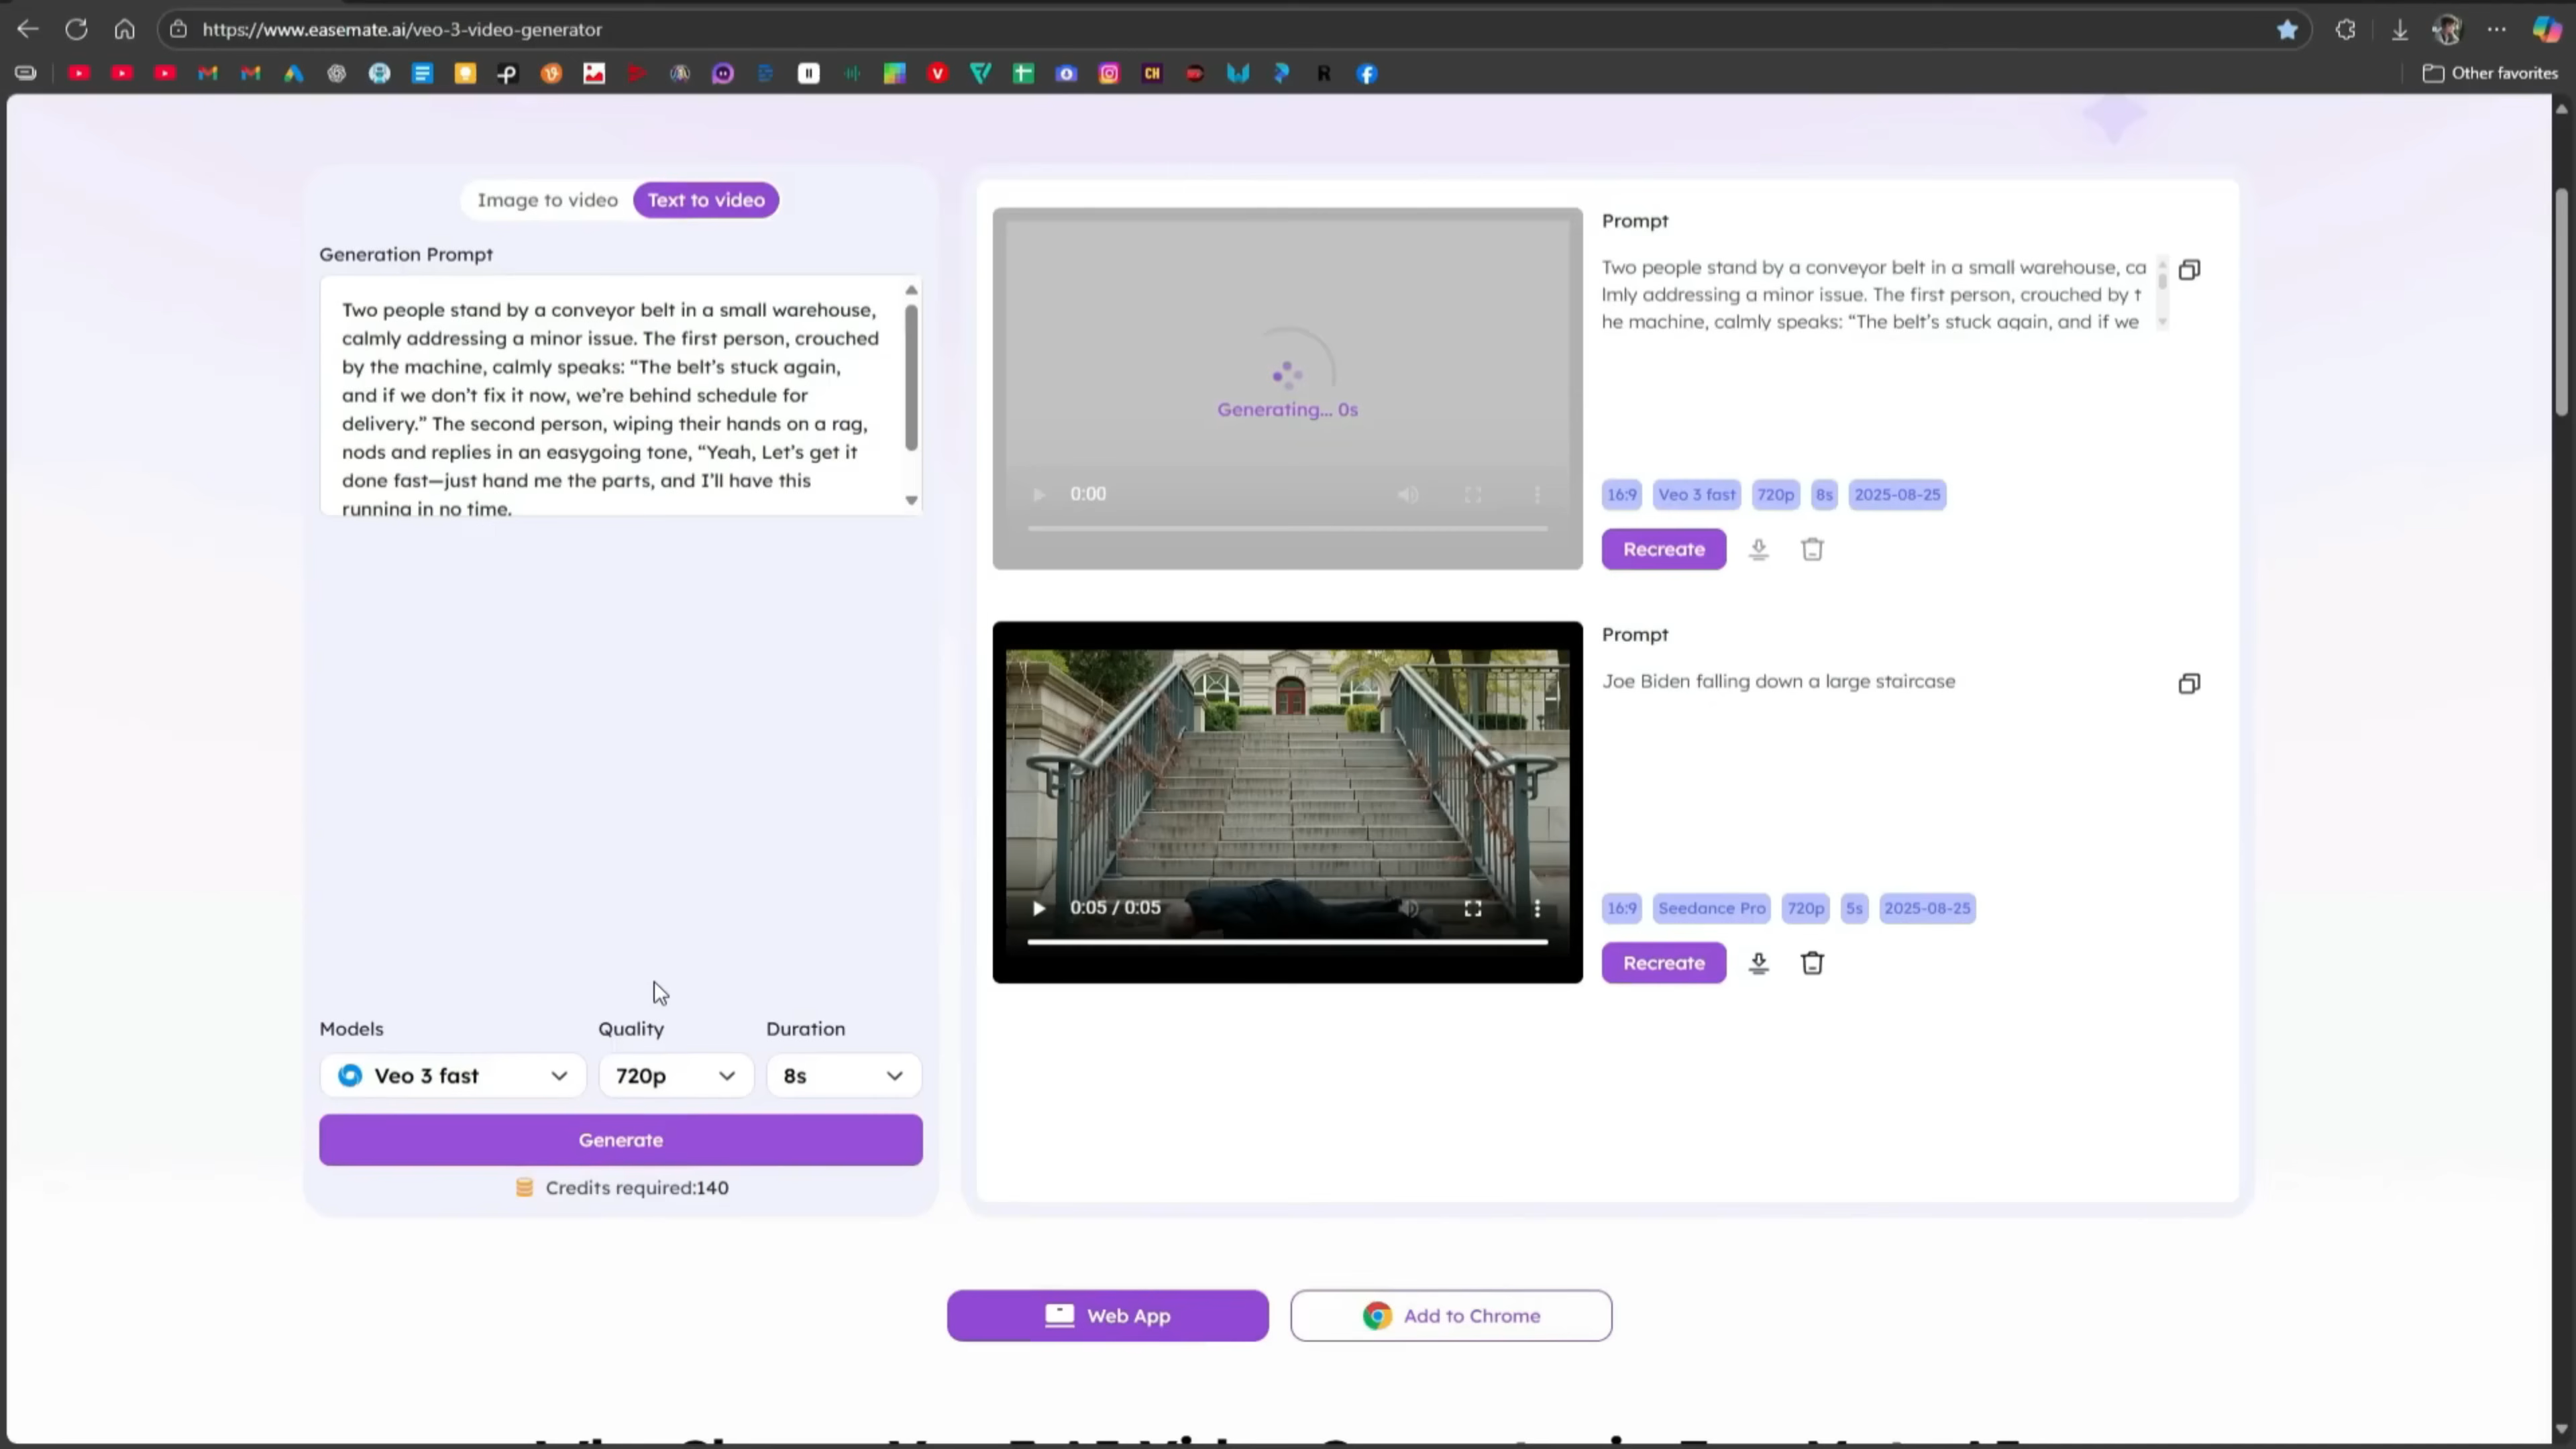 https://www.easemate.ai/veo-3-video-generator
CH
R
Other favorites
Image to video
Text to video
Generation Prompt
Two people stand by a conveyor belt in a small warehouse,
calmly addressing a minor issue. The first person, crouched
by the machine, calmly speaks: “The belt’s stuck again,
and if we don’t fix it now, we’re behind schedule for
delivery.” The second person, wiping their hands on a rag,
nods and replies in an easygoing tone, “Yeah, Let’s get it
done fast—just hand me the parts, and I’ll have this
running in no time.
Models
Quality
Duration
Veo 3 fast
720p
8s
Generate
Credits required:140
Generating... 0s
0:00
Prompt
Two people stand by a conveyor belt in a small warehouse, ca
lmly addressing a minor issue. The first person, crouched by t
he machine, calmly speaks: “The belt’s stuck again, and if we
16:9
Veo 3 fast
720p
8s
2025-08-25
Recreate
0:05 / 0:05
Prompt
Joe Biden falling down a large staircase
16:9
Seedance Pro
720p
5s
2025-08-25
Recreate
Web App
Add to Chrome